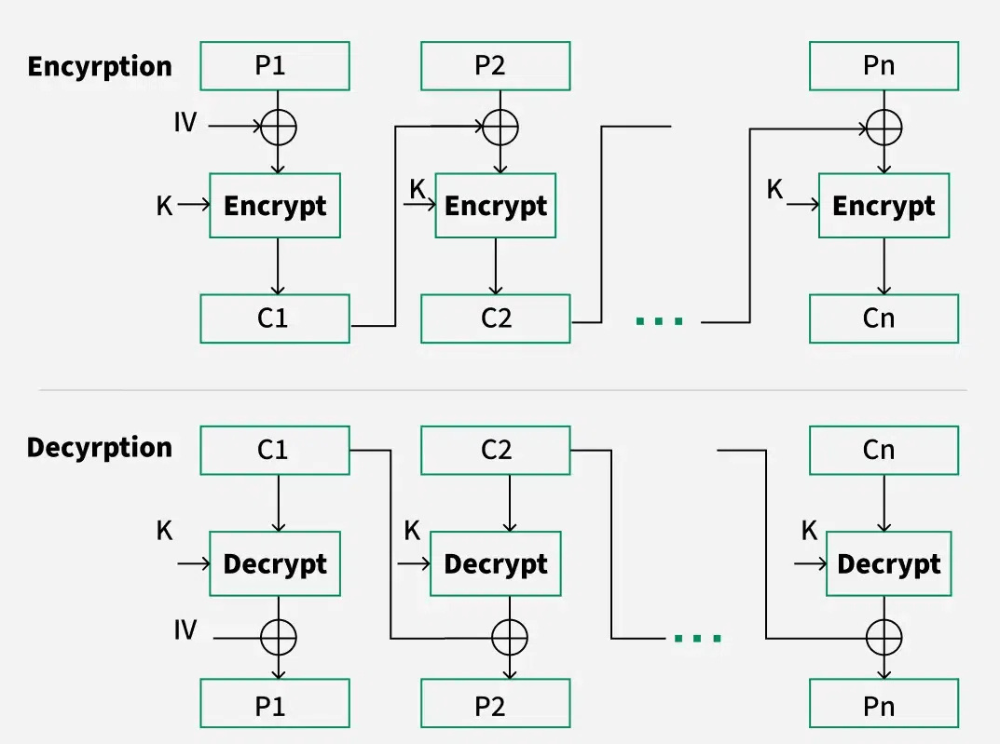 Encyrption P1 P2 Pn
IV
K Encrypt K Encrypt K Encrypt
C1 C2 ... Cn
Decyrption C1 C2 Cn
K K K
Decrypt Decrypt Decrypt
IV ...
P1 P2 Pn